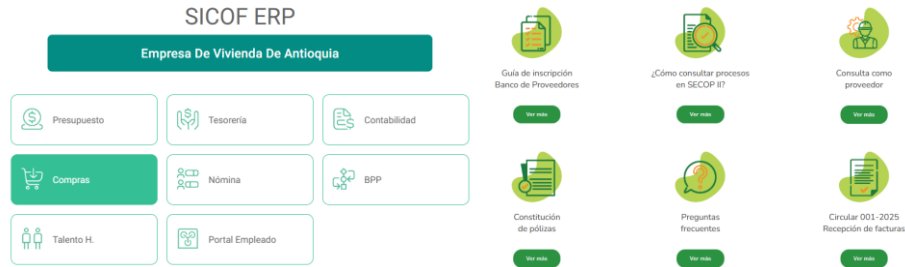 SICOF ERP
Empresa De Vivienda De Antioquia
Presupuesto
Tesorería
Contabilidad
Compras
Nómina
BPP
Talento H.
Portal Empleado
Guía de inscripción
Banco de Proveedores
Ver más
¿Cómo consultar procesos
en SECOP II?
Ver más
Consulta como
proveedor
Ver más
Constitución
de pólizas
Ver más
Preguntas
frecuentes
Ver más
Circular 001-2025
Recepción de facturas
Ver más